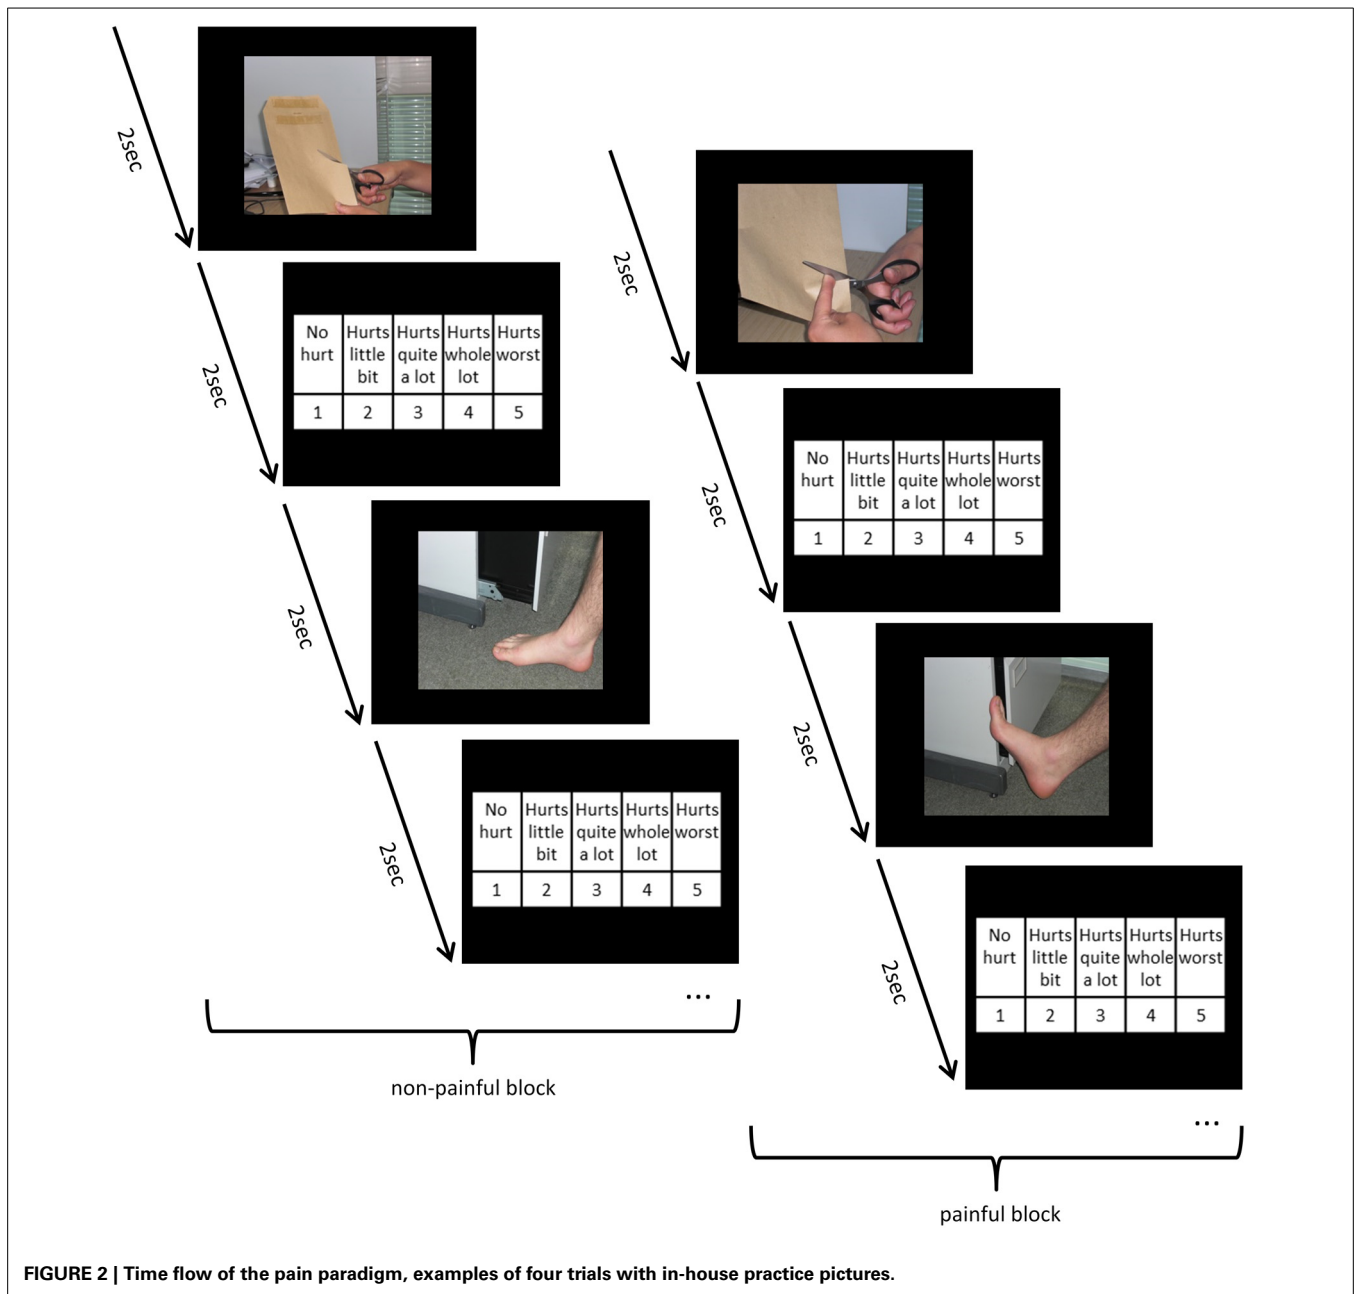 2sec
2sec
No
hurt
Hurts
little
bit
Hurts
quite
a lot
Hurts
whole
lot
Hurts
worst
1 2 3 4 5
2sec
2sec
No
hurt
Hurts
little
bit
Hurts
quite
a lot
Hurts
whole
lot
Hurts
worst
1 2 3 4 5
...
non-painful block
2sec
2sec
No
hurt
Hurts
little
bit
Hurts
quite
a lot
Hurts
whole
lot
Hurts
worst
1 2 3 4 5
2sec
2sec
No
hurt
Hurts
little
bit
Hurts
quite
a lot
Hurts
whole
lot
Hurts
worst
1 2 3 4 5
...
painful block
FIGURE 2 | Time flow of the pain paradigm, examples of four trials with in-house practice pictures.